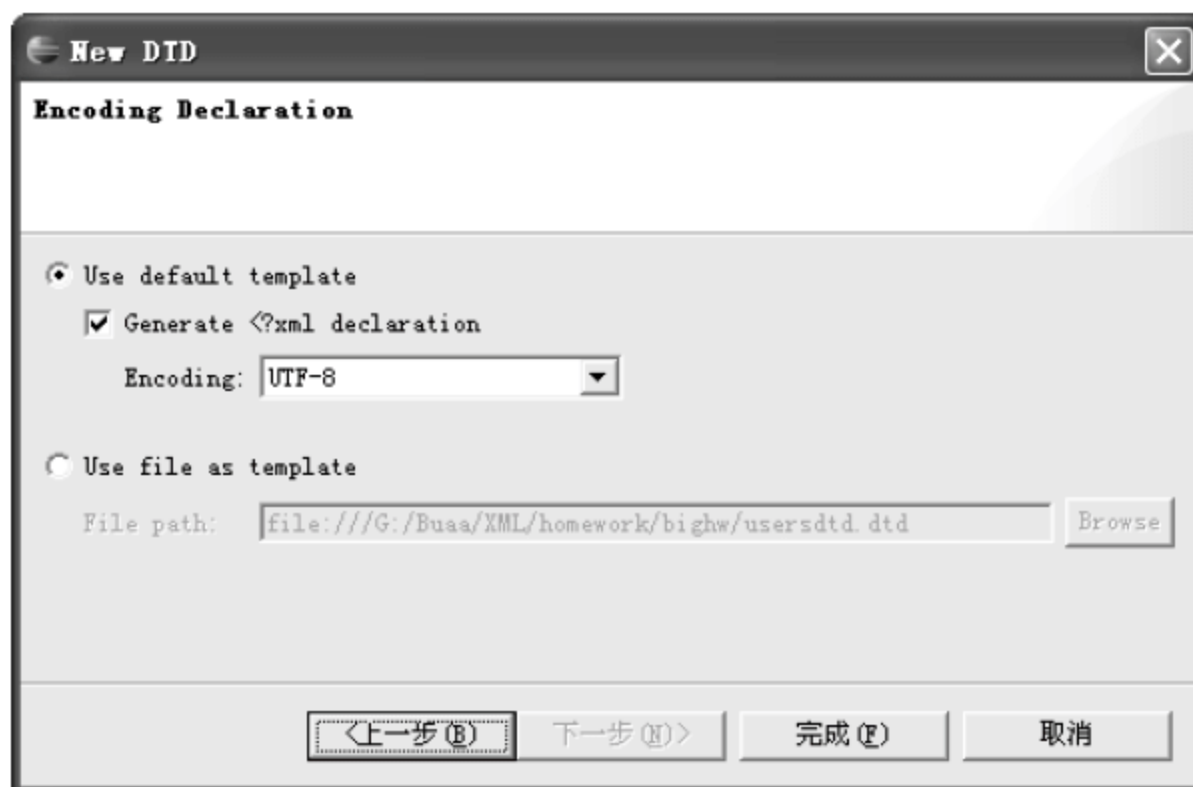 New DTD
Encoding Declaration
Use default template
Generate <?xml declaration
Encoding: UTF-8
Use file as template
File path: file:///G:/Buaa/XML/homework/bighw/usersdtd.dtd Browse
<上一步(B) 下一步(N)> 完成(F) 取消